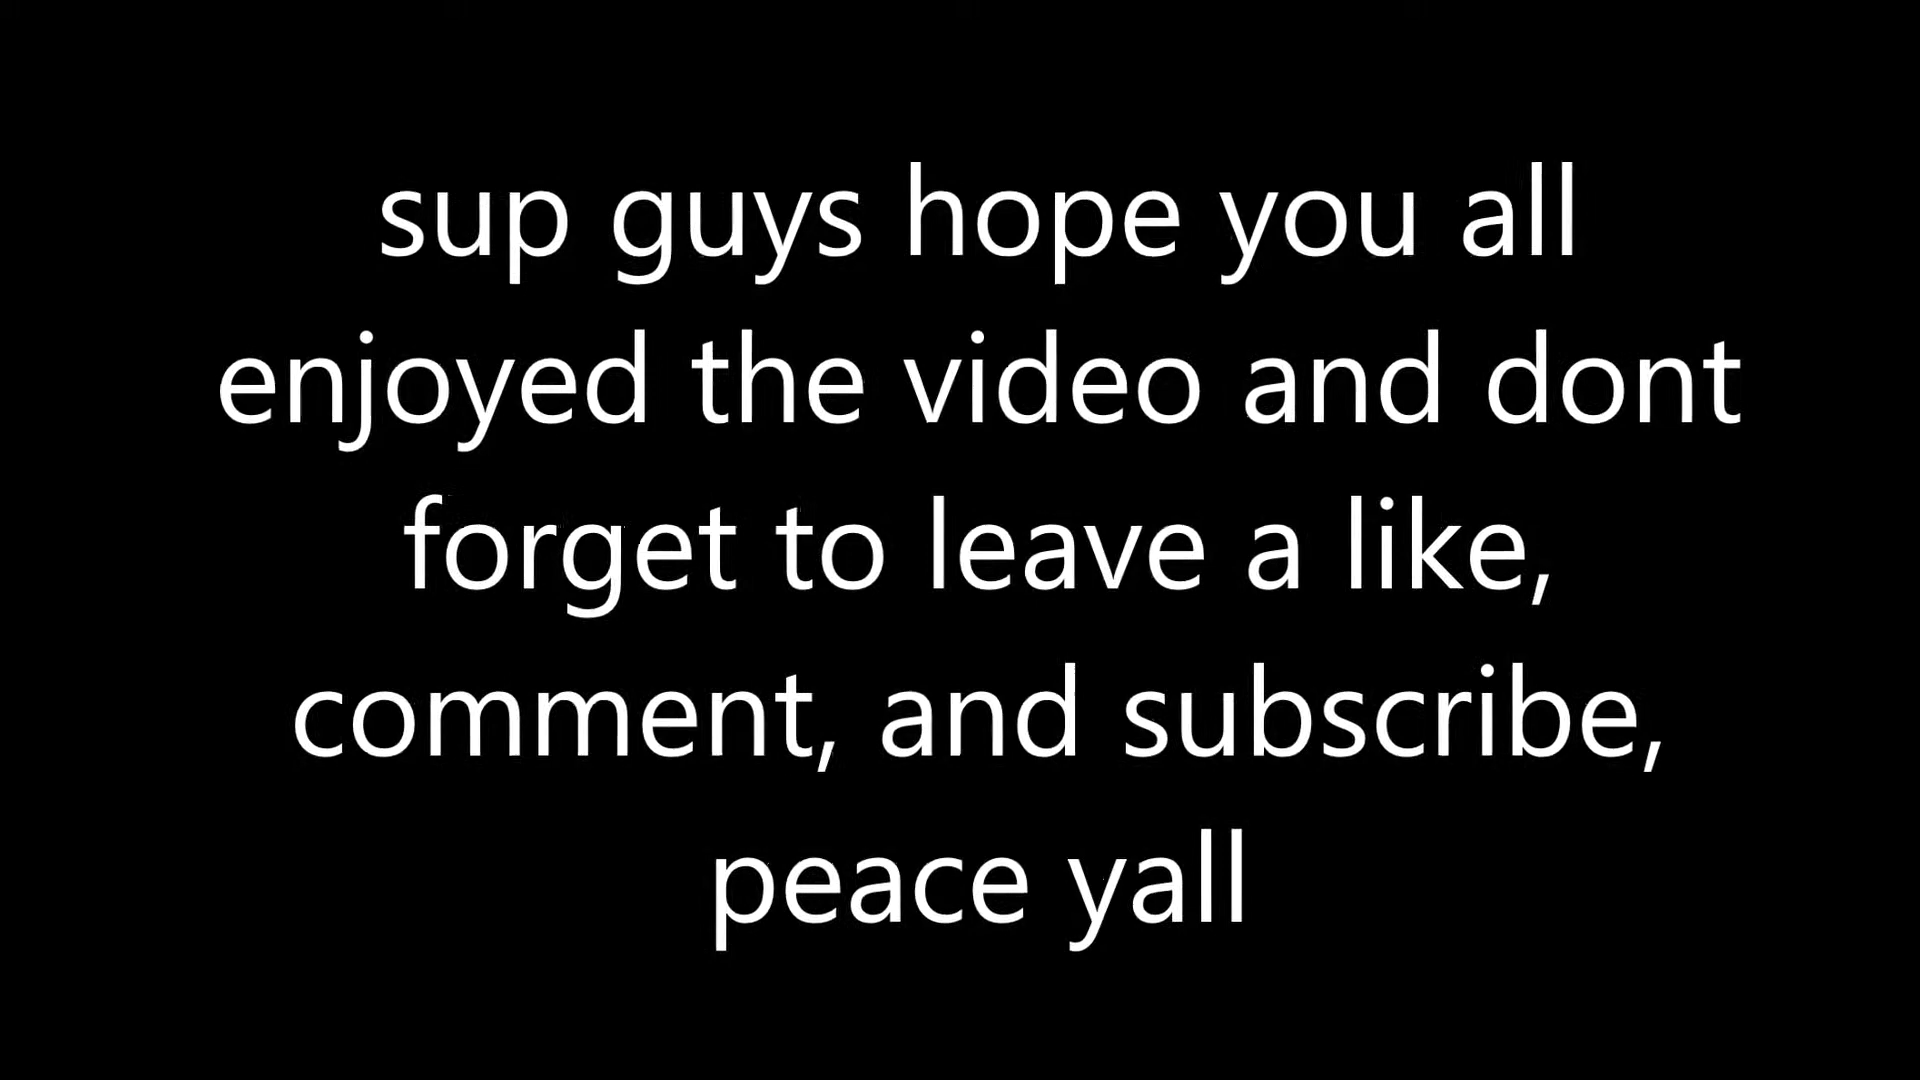 sup guys hope you all
enjoyed the video and dont
forget to leave a like,
comment, and subscribe,
peace yall